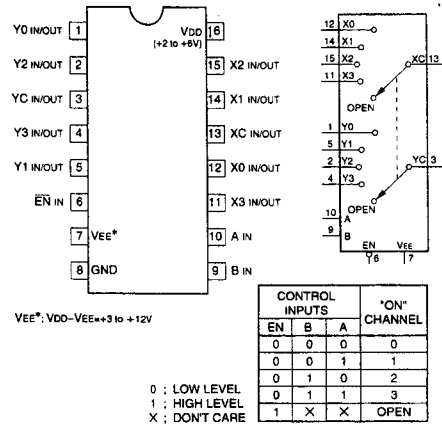 Y0 IN/OUT 1
VDD 16
(+2 to +6V)
Y2 IN/OUT 2
15 X2 IN/OUT
YC IN/OUT 3
14 X1 IN/OUT
Y3 IN/OUT 4
13 XC IN/OUT
Y1 IN/OUT 5
12 X0 IN/OUT
EN IN 6
11 X3 IN/OUT
7 VEE*
10 A IN
8 GND
9 B IN
VEE*; VDD-VEE=+3 to +12V
12 X0
14 X1
15 X2
11 X3
XC 13
OPEN
1 Y0
5 Y1
2 Y2
4 Y3
YC 3
OPEN
10 A
9 B
EN VEE
6 7
CONTROL INPUTS "ON" CHANNEL
EN B A
0 0 0 0
0 0 1 1
0 1 0 2
0 1 1 3
1 X X OPEN
0 ; LOW LEVEL
1 ; HIGH LEVEL
X ; DON'T CARE